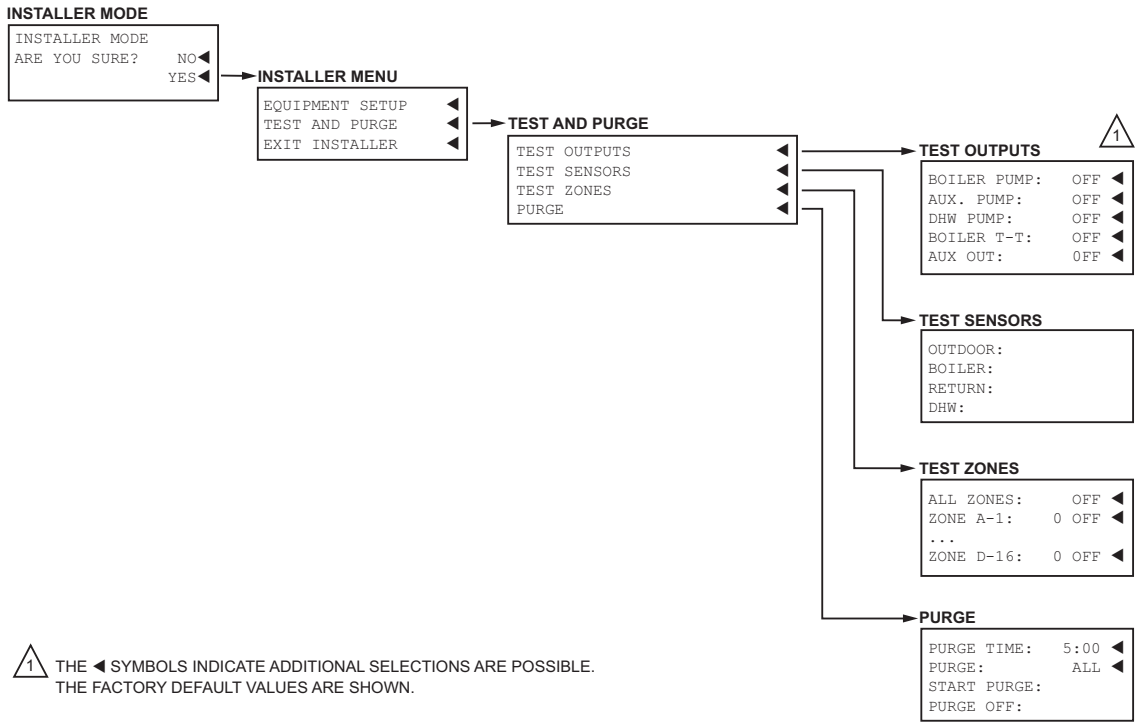 INSTALLER MODE
INSTALLER MODE
ARE YOU SURE? NO◀
YES◀
INSTALLER MENU
EQUIPMENT SETUP ◀
TEST AND PURGE ◀
EXIT INSTALLER ◀
TEST AND PURGE
TEST OUTPUTS ◀
TEST SENSORS ◀
TEST ZONES ◀
PURGE ◀
1
TEST OUTPUTS
BOILER PUMP: OFF ◀
AUX. PUMP: OFF ◀
DHW PUMP: OFF ◀
BOILER T-T: OFF ◀
AUX OUT: 0FF ◀
TEST SENSORS
OUTDOOR:
BOILER:
RETURN:
DHW:
TEST ZONES
ALL ZONES: OFF ◀
ZONE A-1: 0 OFF ◀
...
ZONE D-16: 0 OFF ◀
PURGE
PURGE TIME: 5:00 ◀
PURGE: ALL ◀
START PURGE:
PURGE OFF:
1 THE ◀ SYMBOLS INDICATE ADDITIONAL SELECTIONS ARE POSSIBLE.
THE FACTORY DEFAULT VALUES ARE SHOWN.